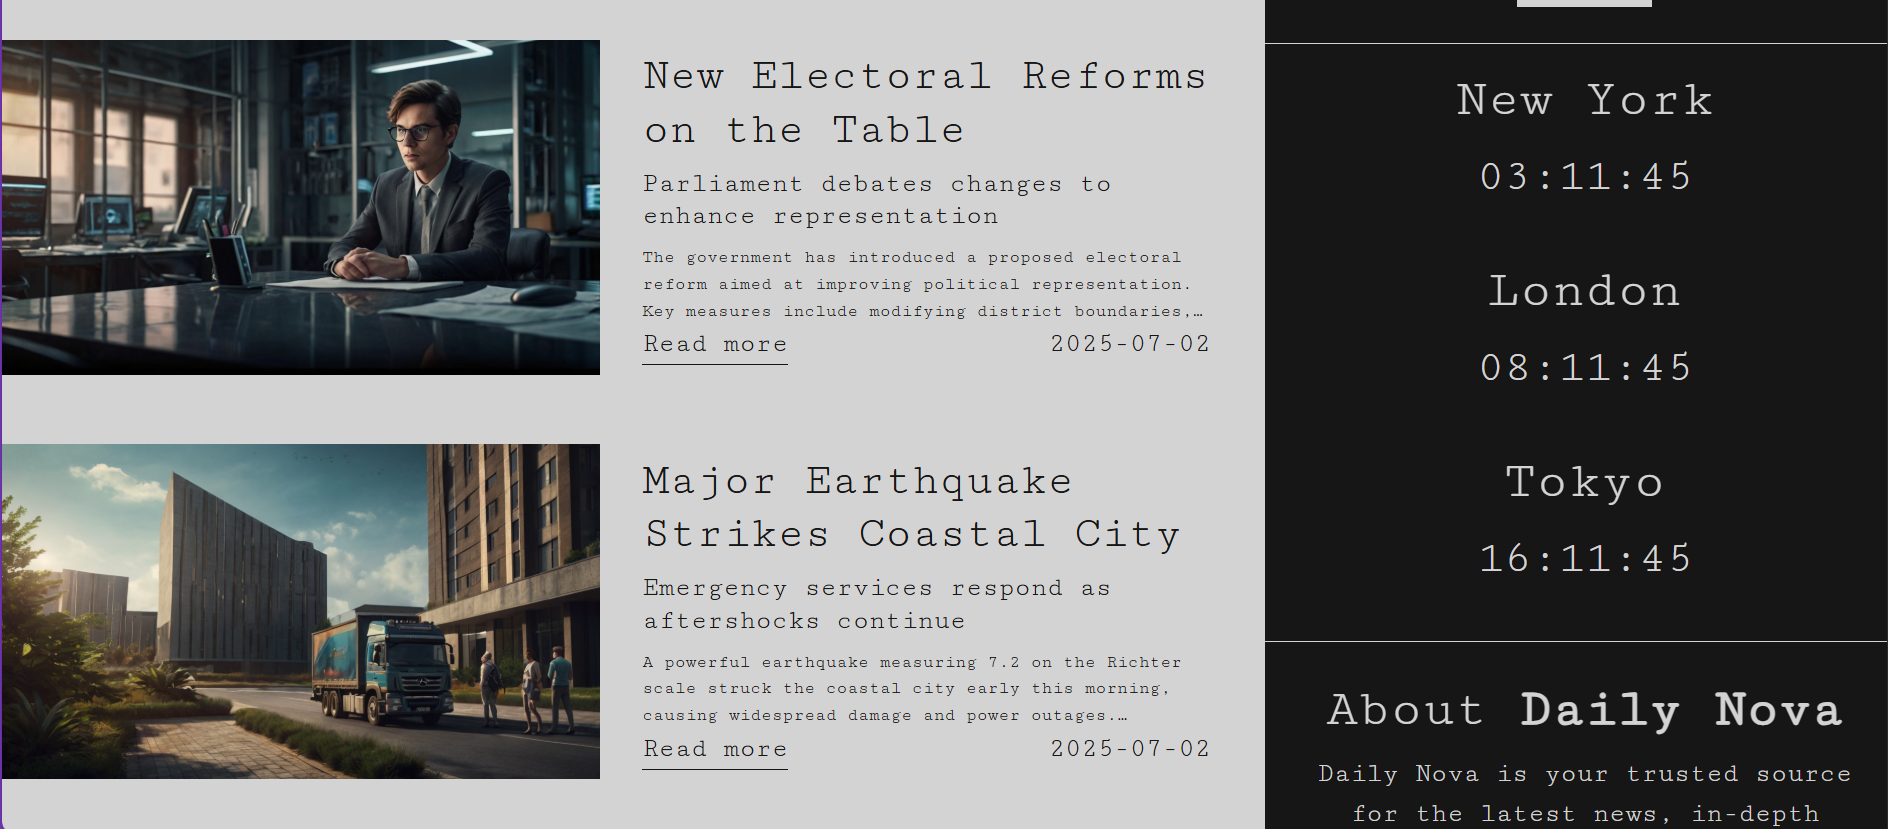 New Electoral Reforms
on the Table
Parliament debates changes to
enhance representation
The government has introduced a proposed electoral
reform aimed at improving political representation.
Key measures include modifying district boundaries,…
Read more 2025-07-02
Major Earthquake
Strikes Coastal City
Emergency services respond as
aftershocks continue
A powerful earthquake measuring 7.2 on the Richter
scale struck the coastal city early this morning,
causing widespread damage and power outages.…
Read more 2025-07-02
New York
03:11:45
London
08:11:45
Tokyo
16:11:45
About Daily Nova
Daily Nova is your trusted source
for the latest news, in-depth